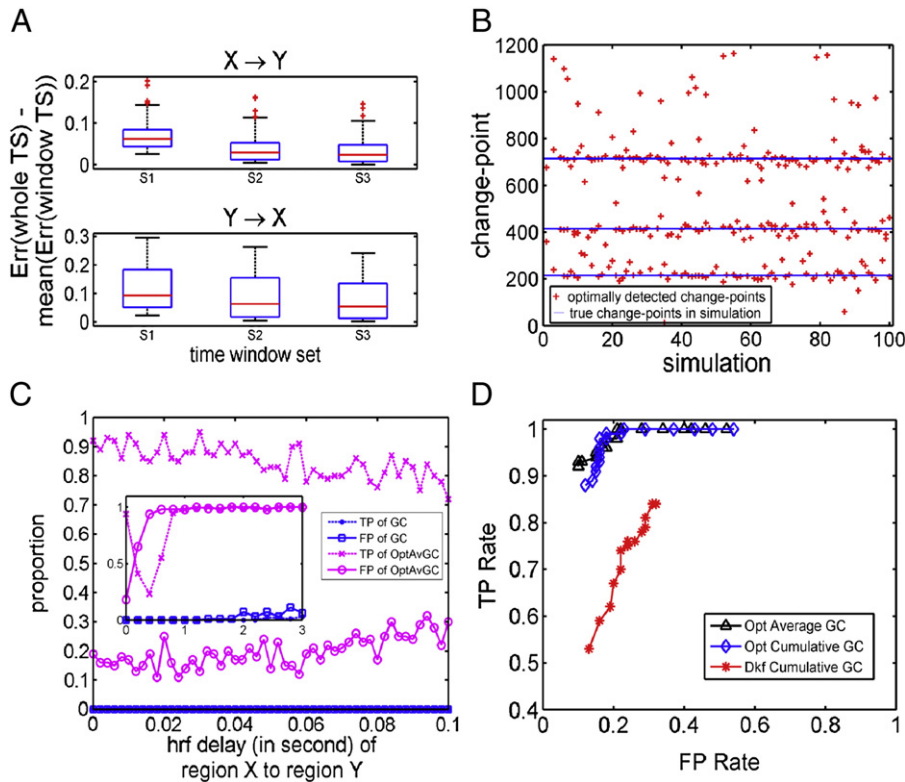 A
X → Y
Err(whole TS) -
mean(Err(window TS))
0.2
0.1
0
S1 S2 S3
Y → X
0.3
0.2
0.1
0
S1 S2 S3
time window set
B
change-point
1200
1000
800
600
400
200
0
optimally detected change-points
true change-points in simulation
0 20 40 60 80 100
simulation
C
proportion
1
0.9
0.8
0.7
0.6
0.5
0.4
0.3
0.2
0.1
0
1
0.5
0
0 1 2 3
TP of GC
FP of GC
TP of OptAvGC
FP of OptAvGC
0 0.02 0.04 0.06 0.08 0.1
hrf delay (in second) of
region X to region Y
D
TP Rate
1
0.9
0.8
0.7
0.6
0.5
0.4
Opt Average GC
Opt Cumulative GC
Dkf Cumulative GC
0 0.2 0.4 0.6 0.8 1
FP Rate